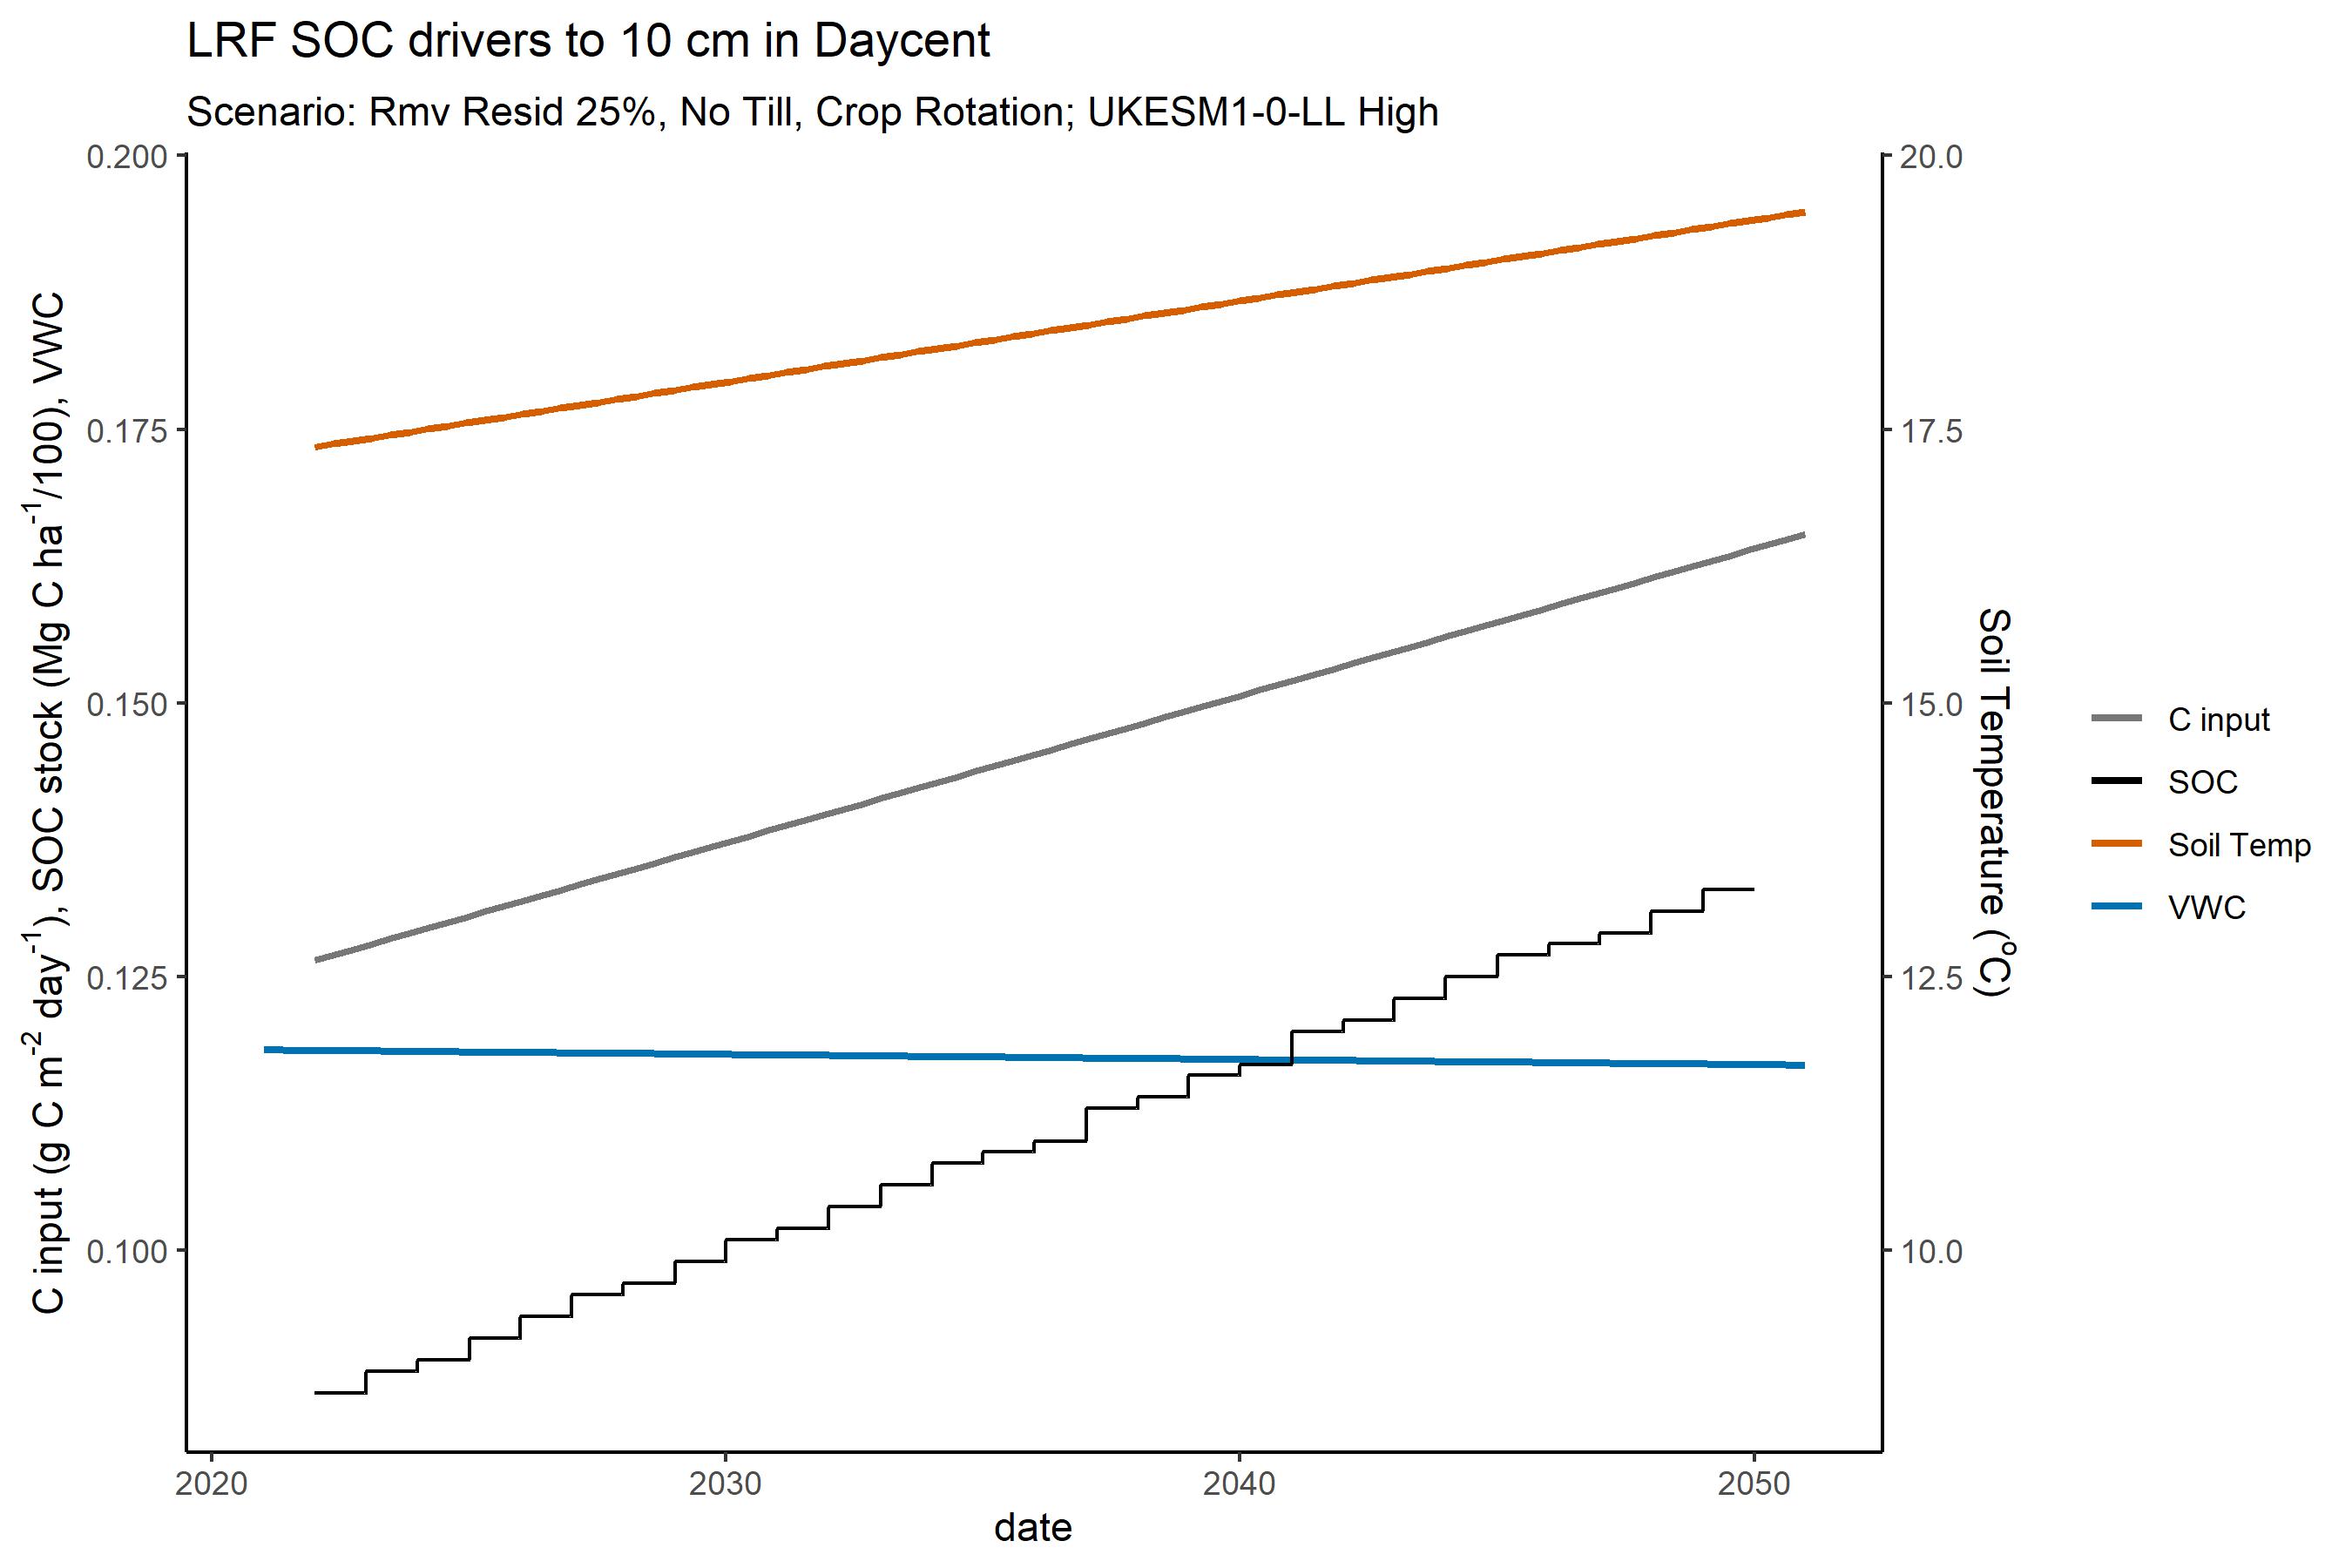 LRF SOC drivers to 10 cm in Daycent
Scenario: Rmv Resid 25%, No Till, Crop Rotation; UKESM1-0-LL High
C input (g C m⁻² day⁻¹), SOC stock (Mg C ha⁻¹/100), VWC
0.200
0.175
0.150
0.125
0.100
20.0
17.5
15.0
12.5
10.0
Soil Temperature (ºC)
C input
SOC
Soil Temp
VWC
2020
2030
2040
2050
date